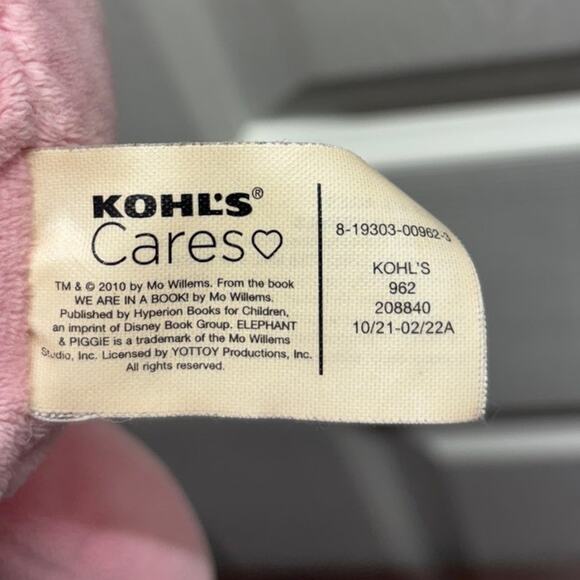 KOHL'S®
Cares♡
TM & © 2010 by Mo Willems. From the book
WE ARE IN A BOOK! by Mo Willems.
Published by Hyperion Books for Children,
an imprint of Disney Book Group. ELEPHANT
& PIGGIE is a trademark of the Mo Willems
Studio, Inc. Licensed by YOTTOY Productions, Inc.
All rights reserved.
8-19303-00962-3
KOHL'S
962
208840
10/21-02/22A